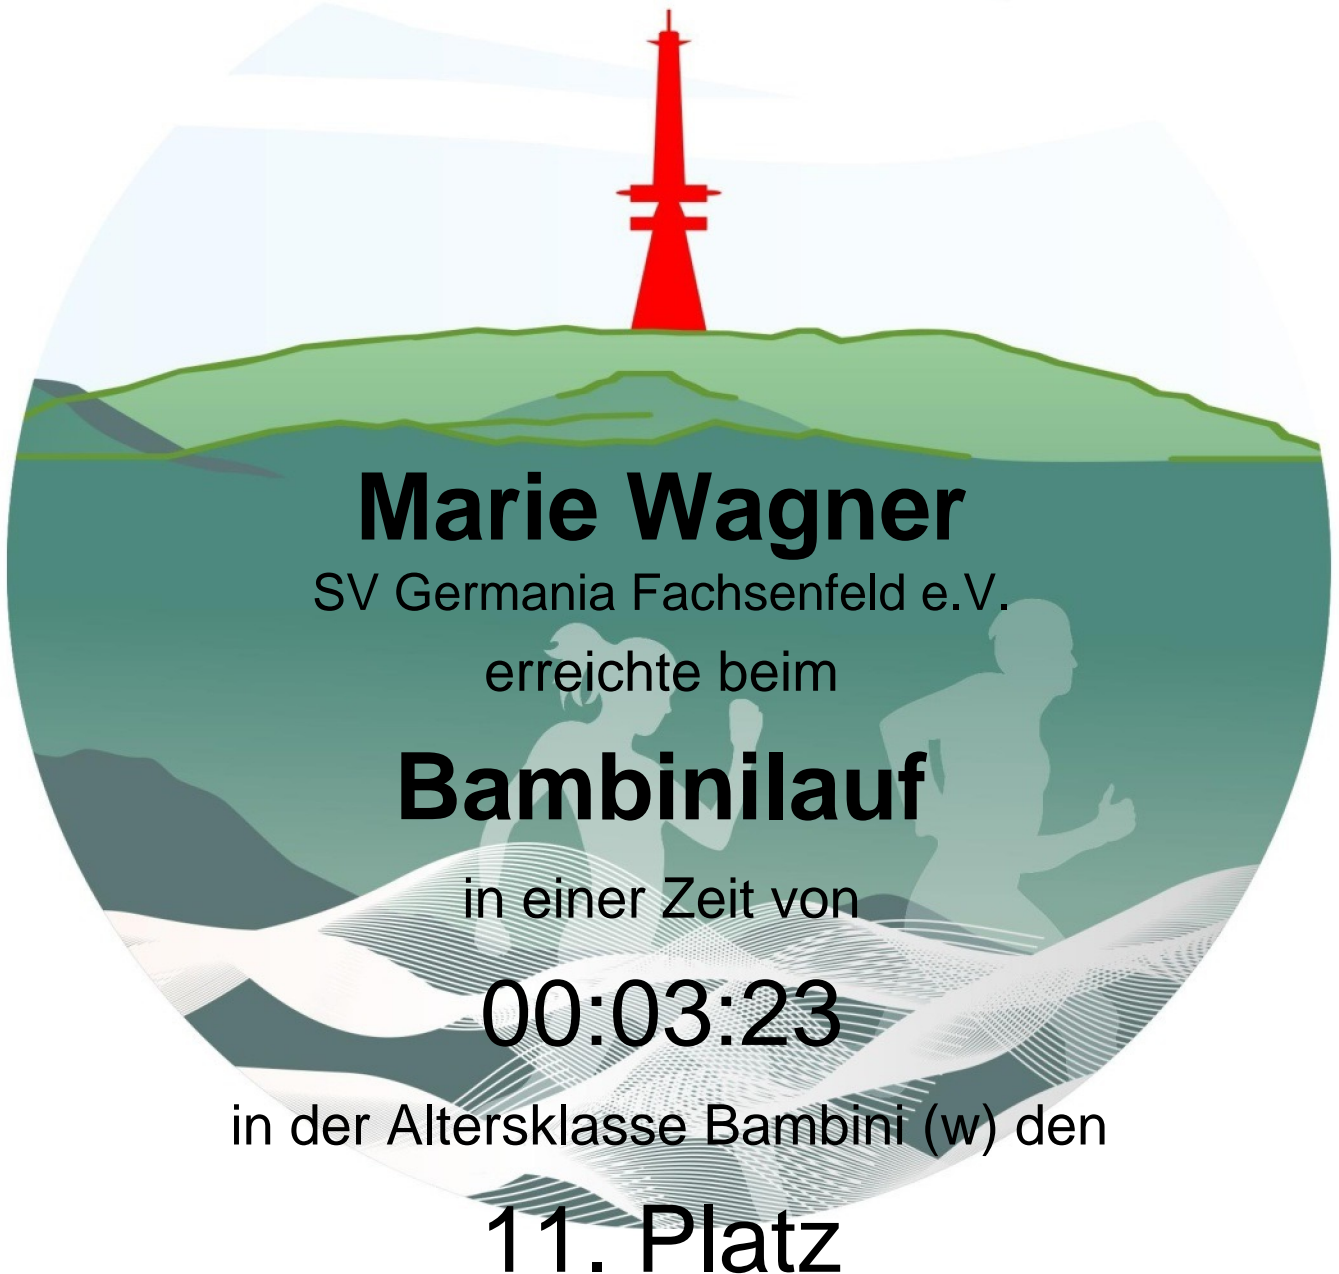 Marie Wagner
SV Germania Fachsenfeld e.V.
erreichte beim
Bambinilauf
in einer Zeit von
00:03:23
in der Altersklasse Bambini (w) den
11. Platz